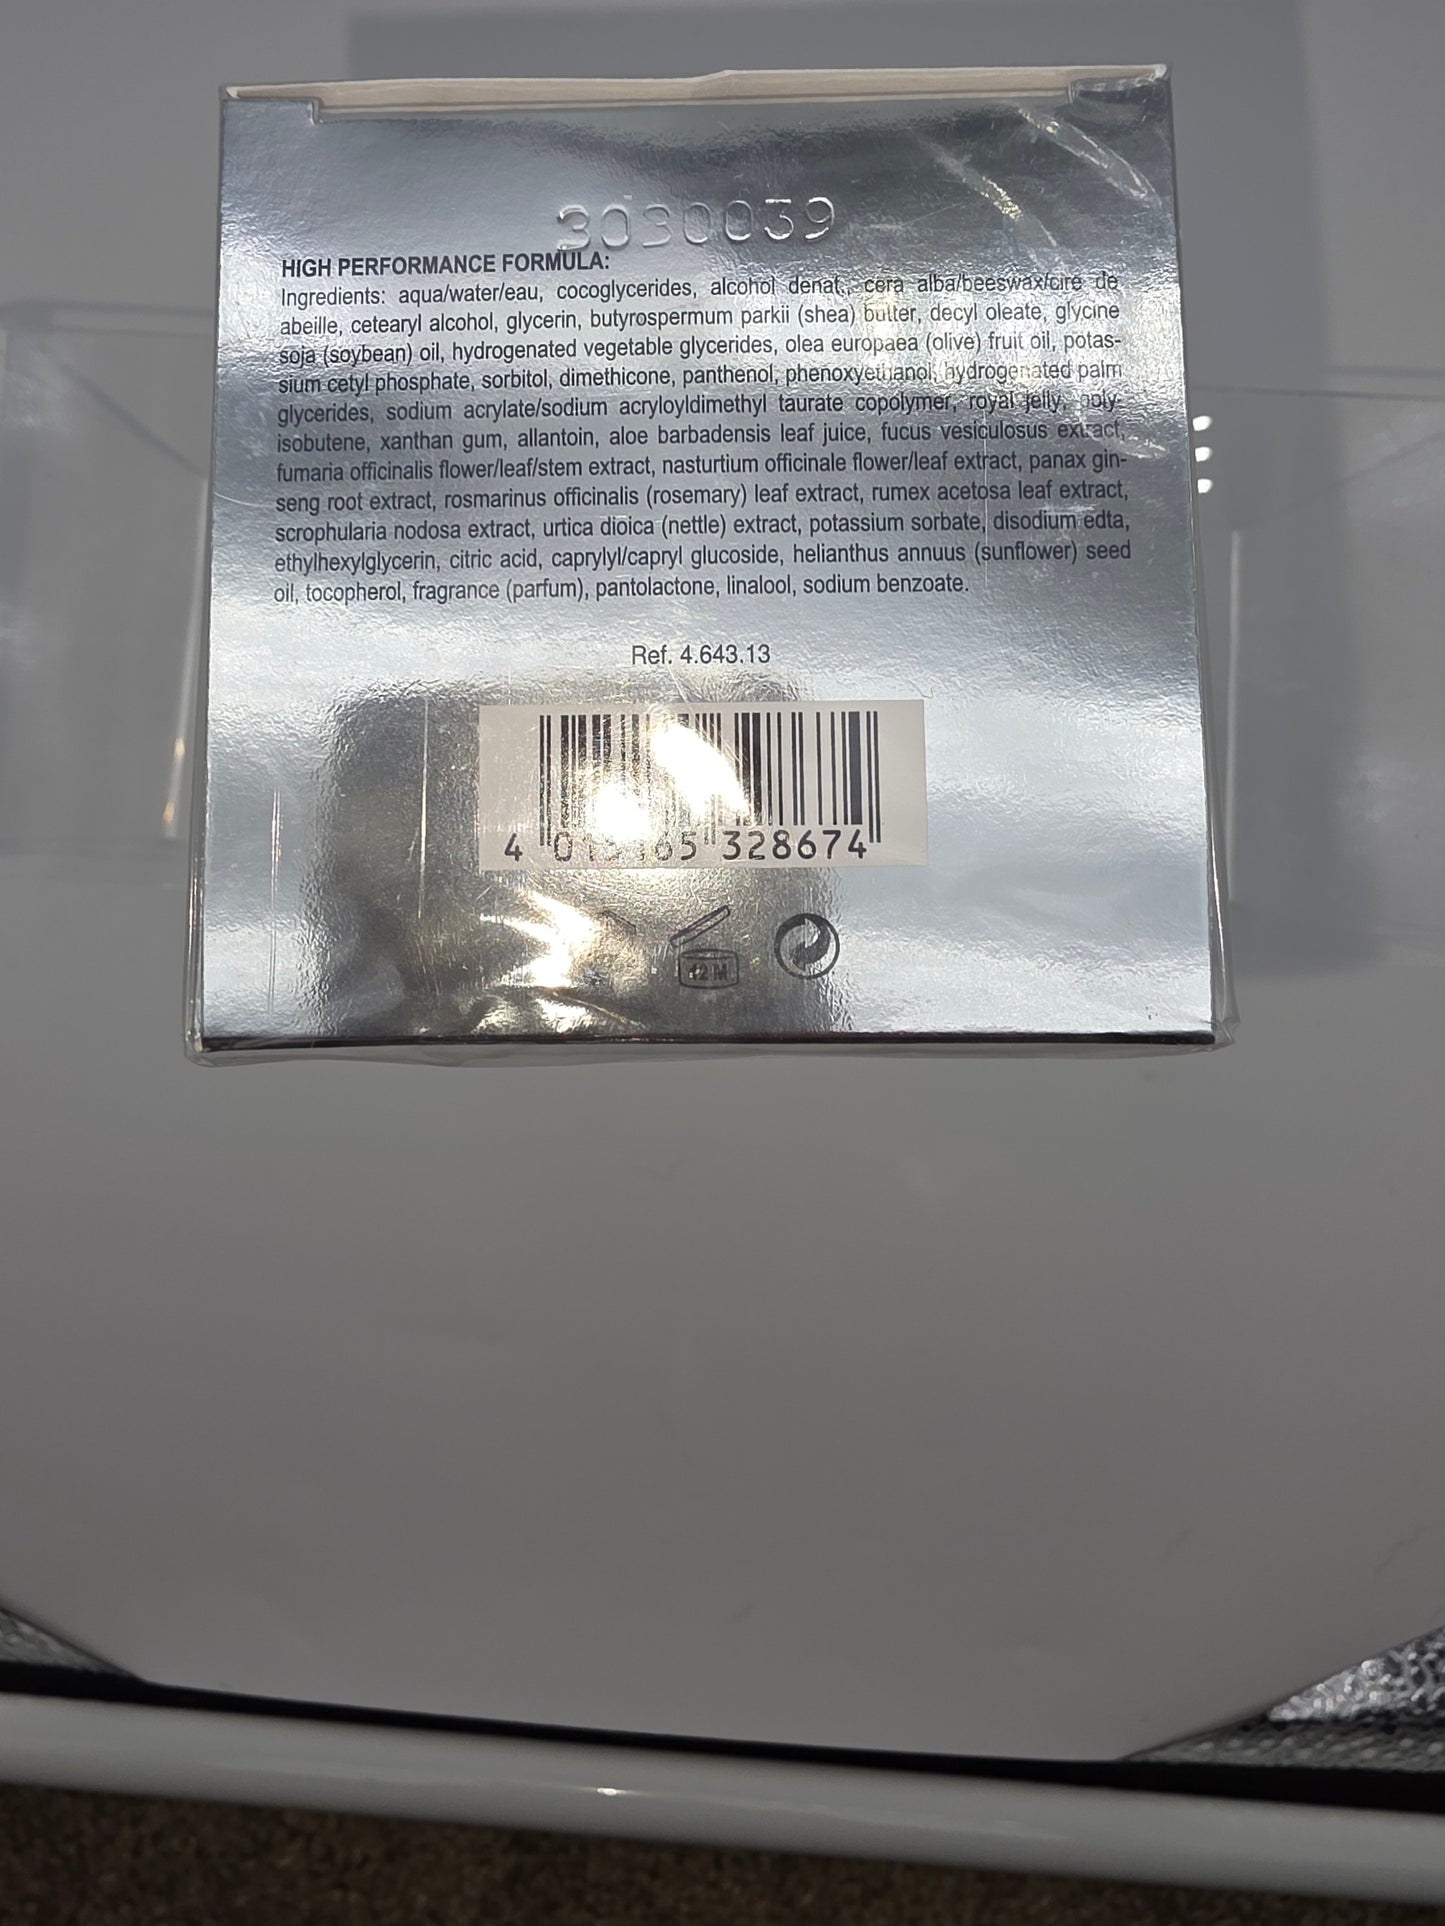 3030039
HIGH PERFORMANCE FORMULA:
Ingredients: aqua/water/eau, cocoglycerides, alcohol denat., cera alba/beeswax/cire de
abeille, cetearyl alcohol, glycerin, butyrospermum parkii (shea) butter, decyl oleate, glycine
soja (soybean) oil, hydrogenated vegetable glycerides, olea europaea (olive) fruit oil, potas-
sium cetyl phosphate, sorbitol, dimethicone, panthenol, phenoxyethanol, hydrogenated palm
glycerides, sodium acrylate/sodium acryloyldimethyl taurate copolymer, royal jelly, poly-
isobutene, xanthan gum, allantoin, aloe barbadensis leaf juice, fucus vesiculosus extract,
fumaria officinalis flower/leaf/stem extract, nasturtium officinale flower/leaf extract, panax gin-
seng root extract, rosmarinus officinalis (rosemary) leaf extract, rumex acetosa leaf extract,
scrophularia nodosa extract, urtica dioica (nettle) extract, potassium sorbate, disodium edta,
ethylhexylglycerin, citric acid, caprylyl/capryl glucoside, helianthus annuus (sunflower) seed
oil, tocopherol, fragrance (parfum), pantolactone, linalool, sodium benzoate.
Ref. 4.643.13
4 328674
12 M